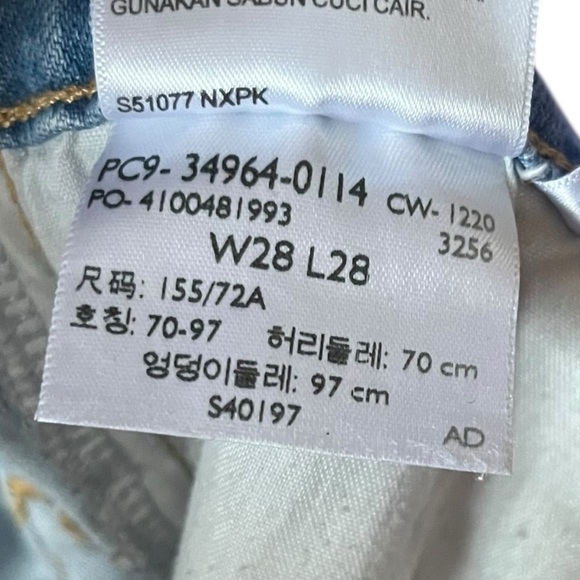 GUNAKAN SABUN CUCI CAIR.
S51077 NXPK
PC9- 34964-0114 CW- 1220
PO- 4100481993 3256
W28 L28
尺码: 155/72A
호칭: 70-97 허리둘레: 70 cm
엉덩이둘레: 97 cm
S40197
AD